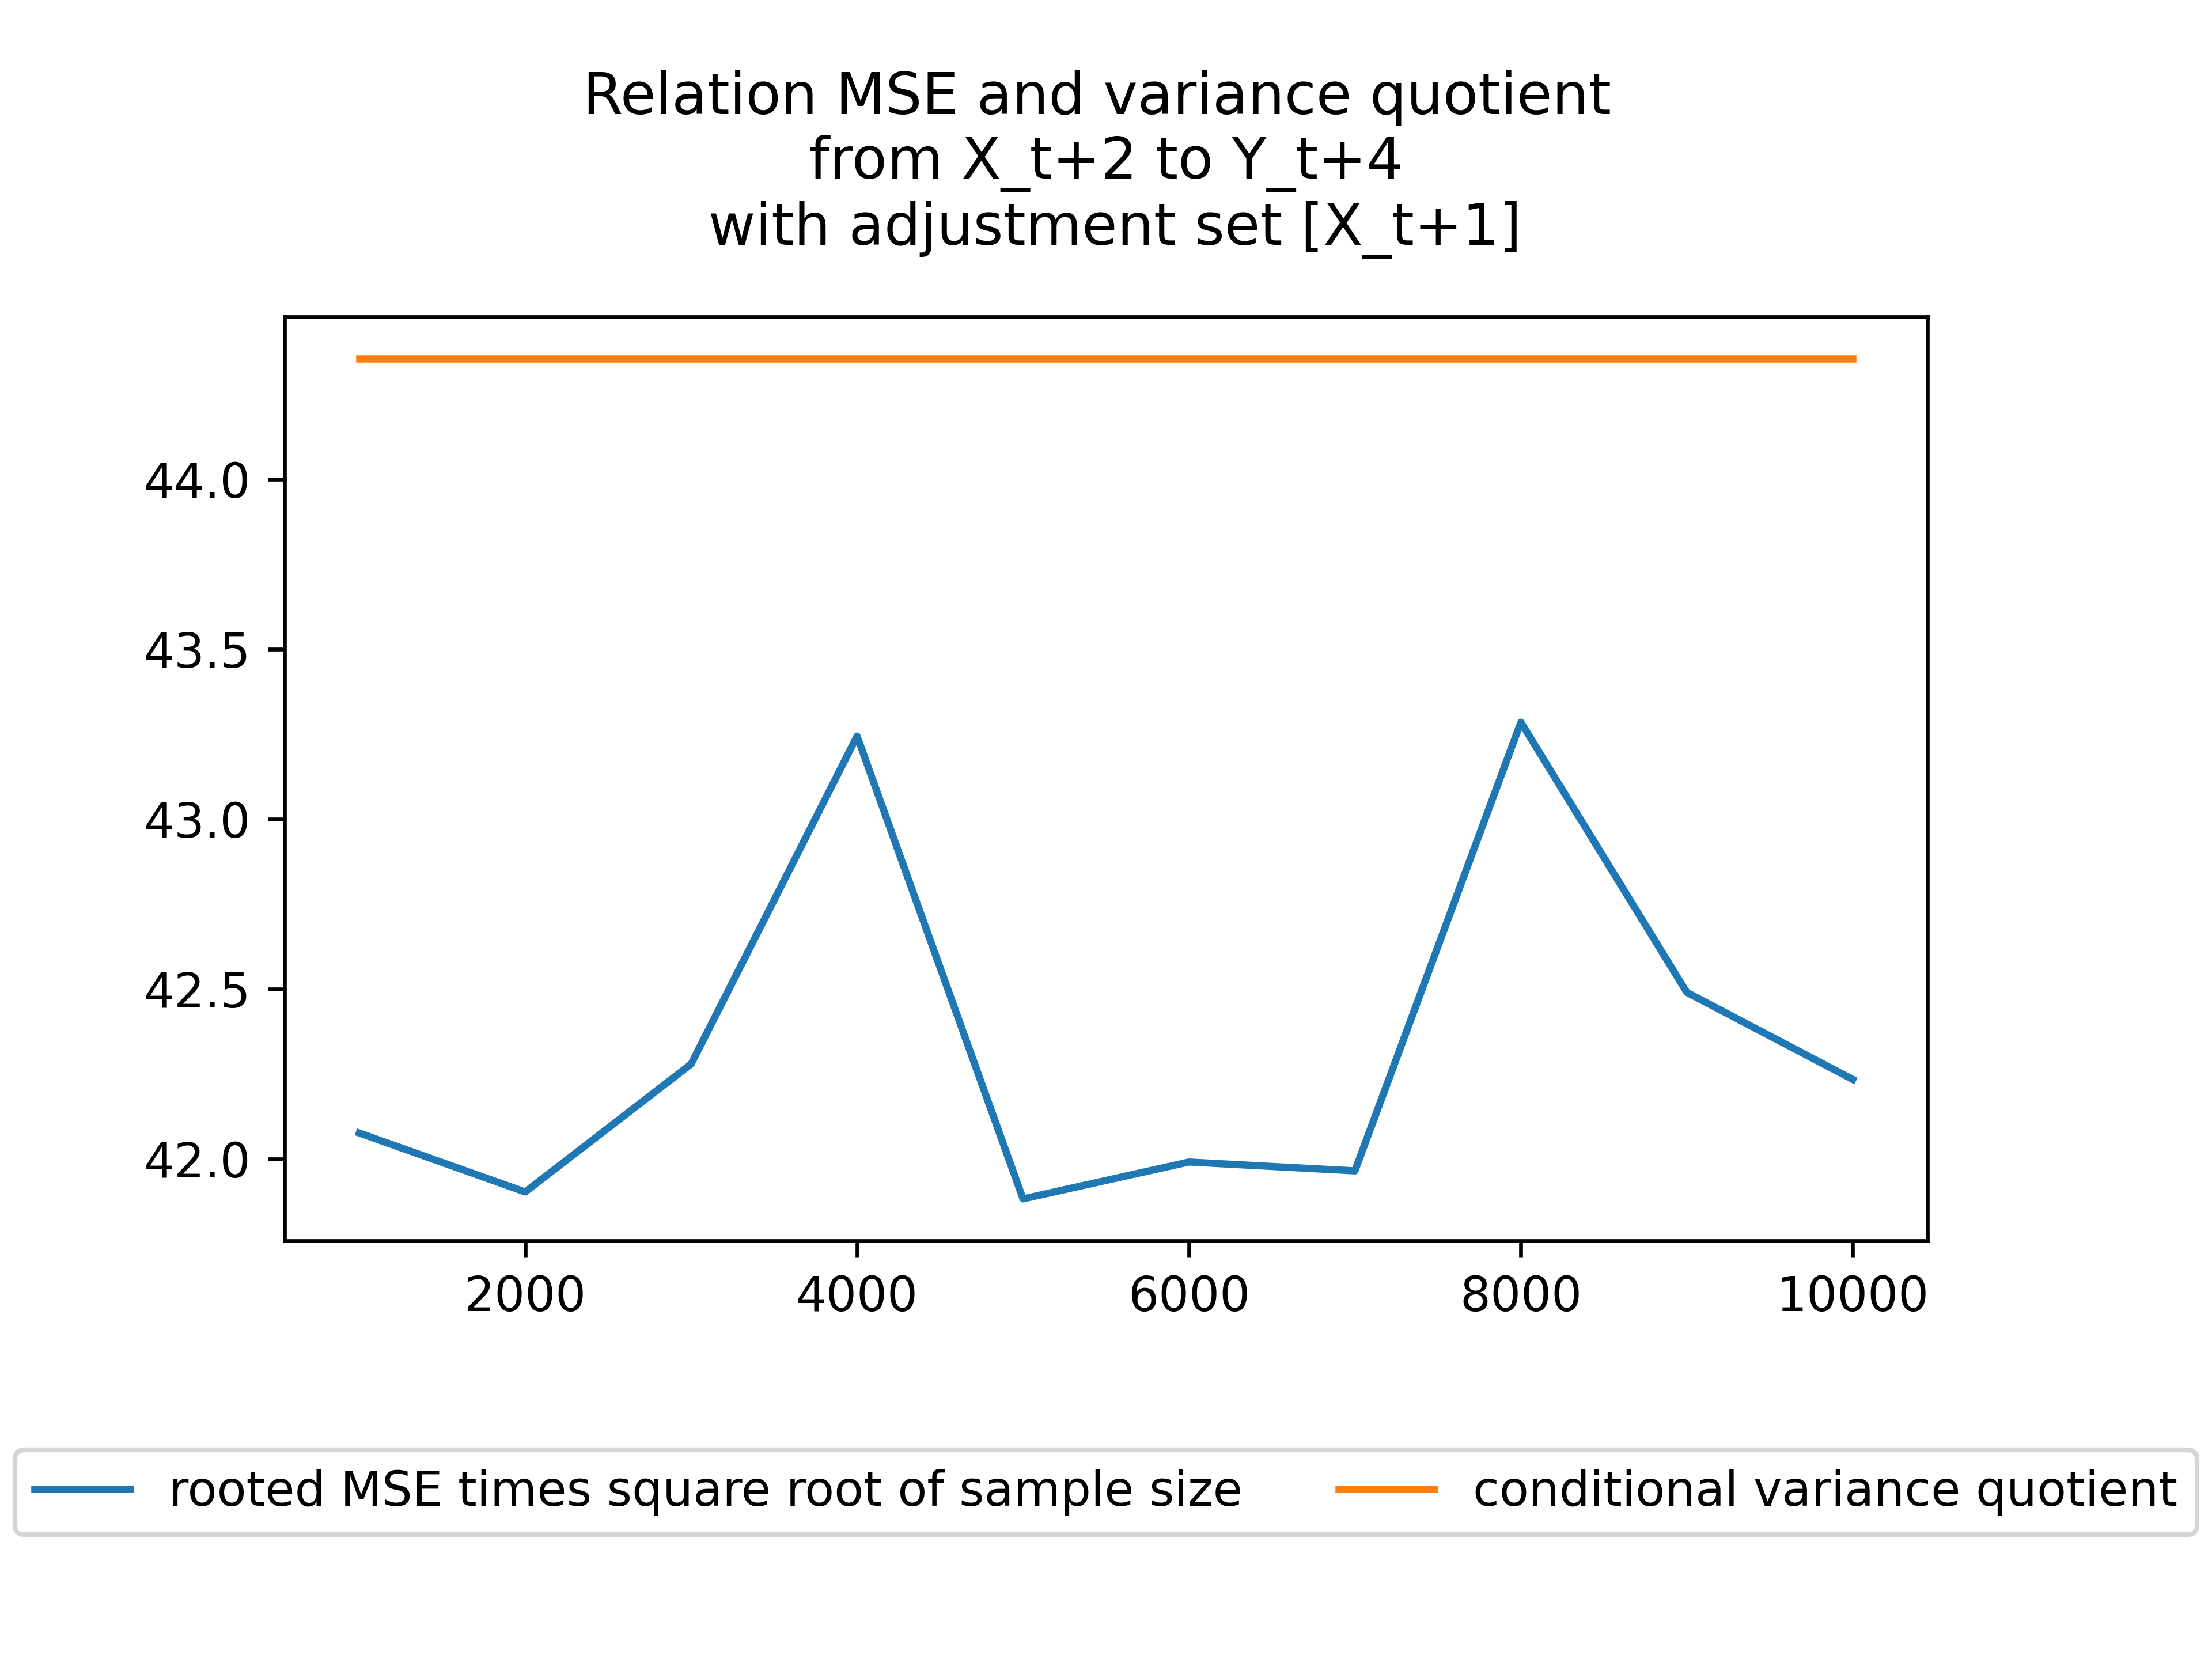 Relation MSE and variance quotient
from X_t+2 to Y_t+4
with adjustment set [X_t+1]
44.0
43.5
43.0
42.5
42.0
2000 4000 6000 8000 10000
rooted MSE times square root of sample size conditional variance quotient